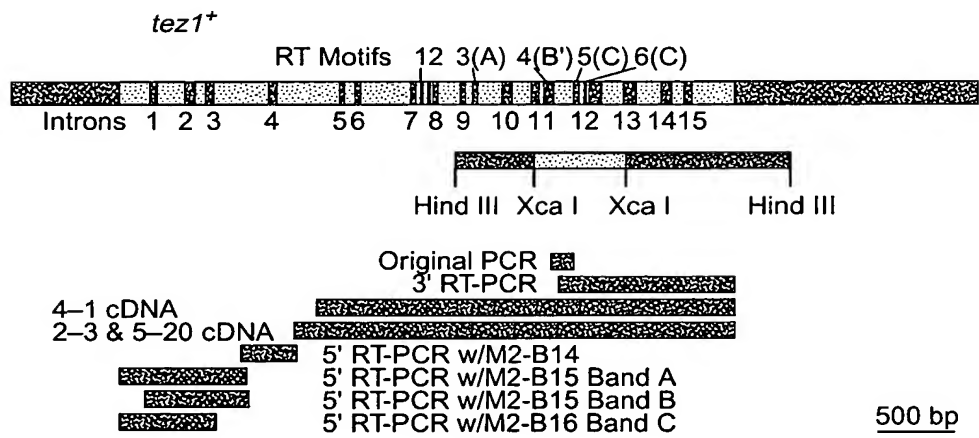 tez1+
RT Motifs 12 3(A) 4(B') 5(C) 6(C)
Introns 1 2 3 4 5 6 7 8 9 10 11 12 13 14 15
Hind III Xca I Xca I Hind III
Original PCR
3' RT-PCR
4–1 cDNA
2–3 & 5–20 cDNA
5' RT-PCR w/M2-B14
5' RT-PCR w/M2-B15 Band A
5' RT-PCR w/M2-B15 Band B
5' RT-PCR w/M2-B16 Band C
500 bp